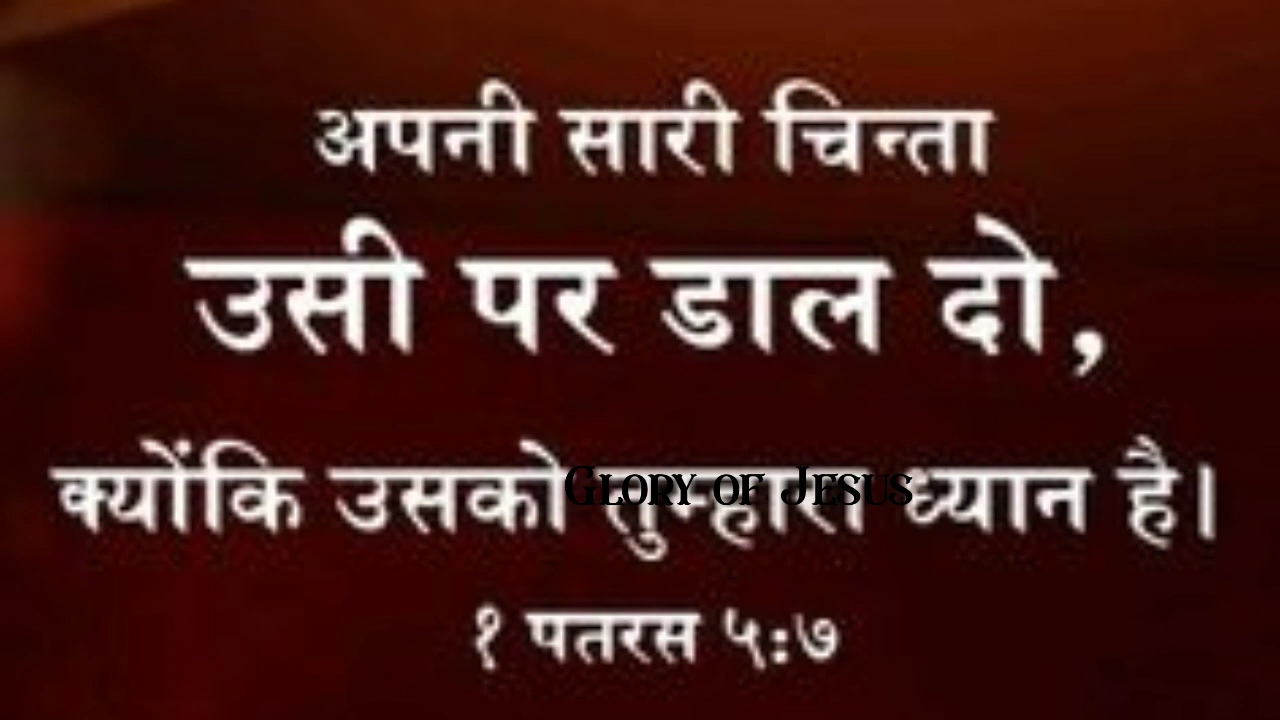 अपनी सारी चिन्ता
उसी पर डाल दो,
क्योंकि उसको तुम्हारा ध्यान है।
Glory of Jesus
१ पतरस ५:७